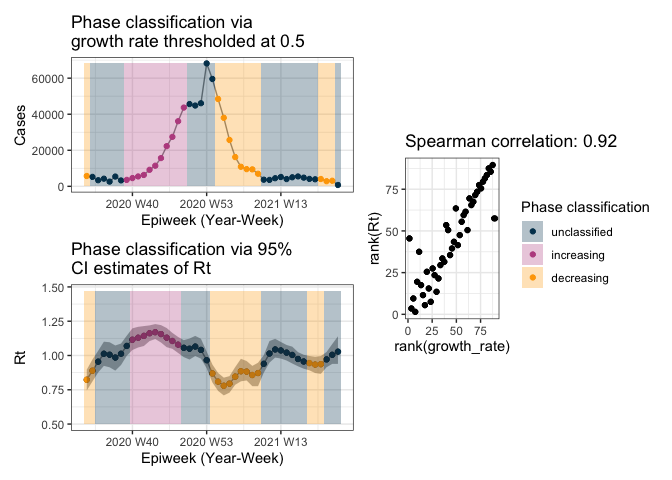 Phase classification via
growth rate thresholded at 0.5
60000
40000
20000
0
Cases
2020 W40 2020 W53 2021 W13
Epiweek (Year-Week)
Phase classification via 95%
CI estimates of Rt
1.50
1.25
1.00
0.75
0.50
Rt
2020 W40 2020 W53 2021 W13
Epiweek (Year-Week)
Spearman correlation: 0.92
75
50
25
0
rank(Rt)
0 25 50 75
rank(growth_rate)
Phase classification
unclassified
increasing
decreasing